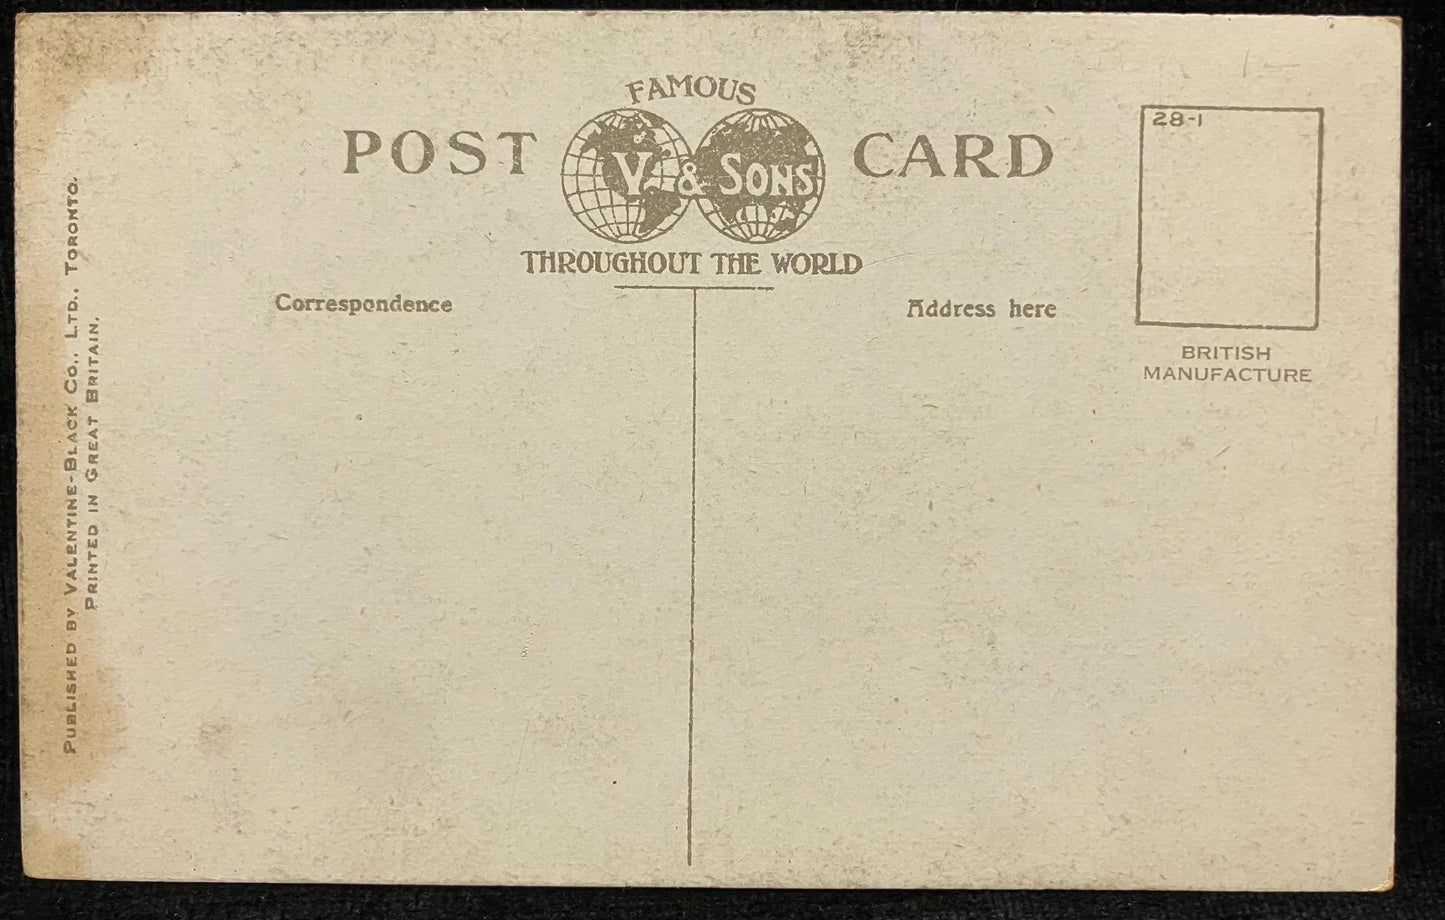 FAMOUS
POST CARD
V. & SONS
THROUGHOUT THE WORLD
28-1
Correspondence
Address here
BRITISH
MANUFACTURE
PUBLISHED BY VALENTINE-BLACK CO., LTD., TORONTO.
PRINTED IN GREAT BRITAIN.